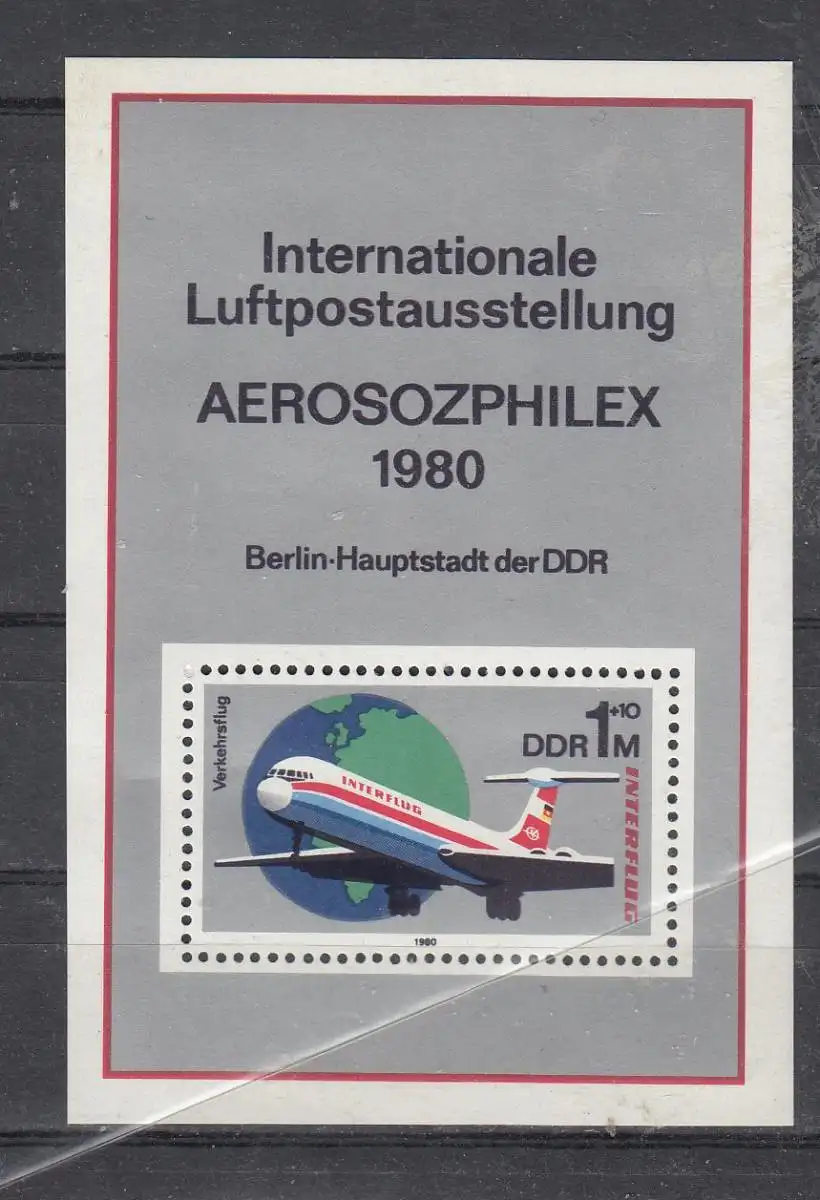 Internationale
Luftpostausstellung
AEROSOZPHILEX
1980
Berlin·Hauptstadt der DDR
Verkehrsflug
DDR 1+10 M
INTERFLUG
INTERFLUG
1980